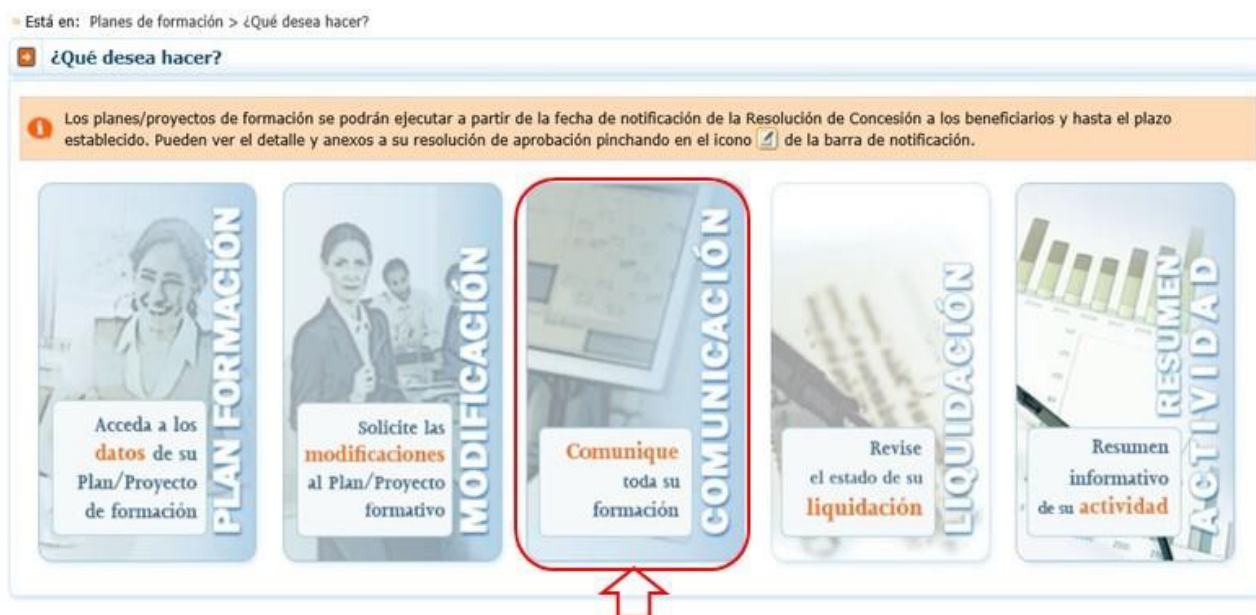 Está en: Planes de formación > ¿Qué desea hacer?
¿Qué desea hacer?
Los planes/proyectos de formación se podrán ejecutar a partir de la fecha de notificación de la Resolución de Concesión a los beneficiarios y hasta el plazo
establecido. Pueden ver el detalle y anexos a su resolución de aprobación pinchando en el icono de la barra de notificación.
PLAN FORMACIÓN
Acceda a los
datos de su
Plan/Proyecto
de formación
MODIFICACIÓN
Solicite las
modificaciones
al Plan/Proyecto
formativo
COMUNICACIÓN
Comunique
toda su
formación
LIQUIDACIÓN
Revise
el estado de su
liquidación
RESUMEN
ACTIVIDAD
Resumen
informativo
de su actividad